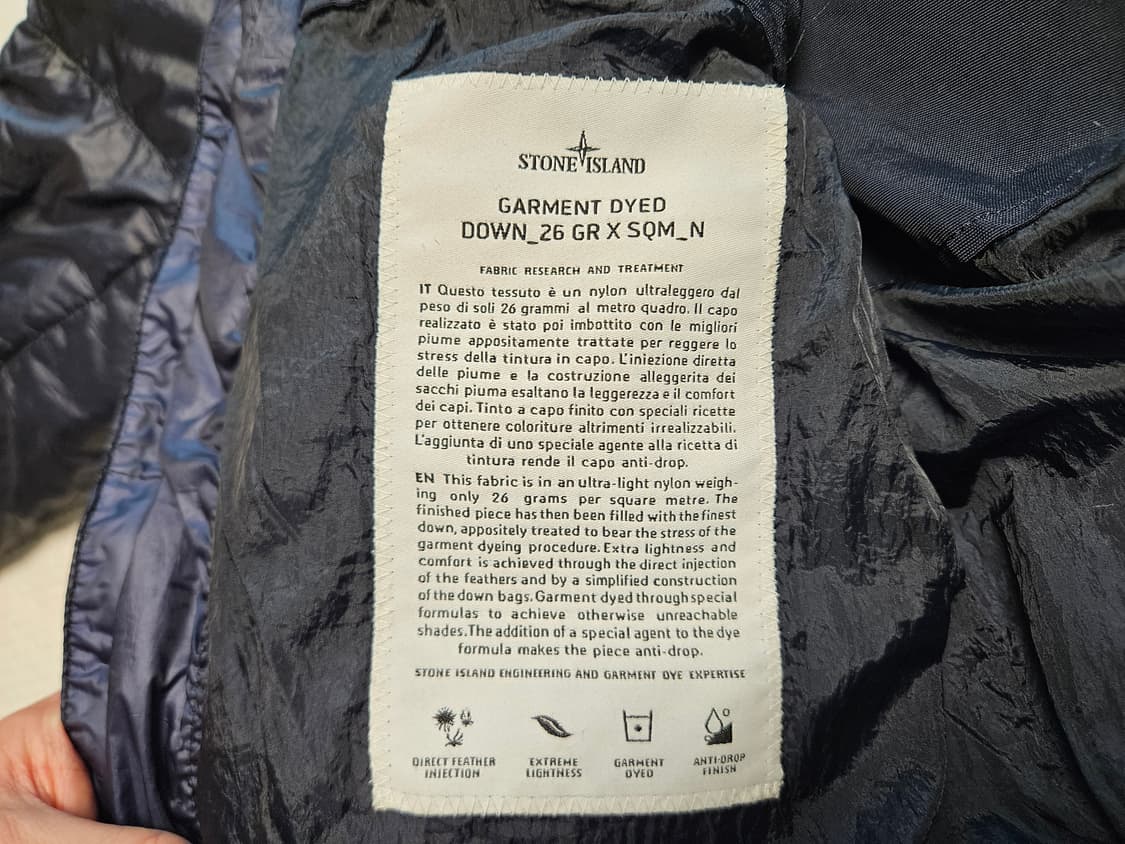 STONE ISLAND
GARMENT DYED
DOWN_26 GR X SQM_N
FABRIC RESEARCH AND TREATMENT
IT Questo tessuto è un nylon ultraleggero dal
peso di soli 26 grammi al metro quadro. Il capo
realizzato è stato poi imbottito con le migliori
piume appositamente trattate per reggere lo
stress della tintura in capo. L'iniezione diretta
delle piume e la costruzione alleggerita dei
sacchi piuma esaltano la leggerezza e il comfort
dei capi. Tinto a capo finito con speciali ricette
per ottenere coloriture altrimenti irrealizzabili.
L'aggiunta di uno speciale agente alla ricetta di
tintura rende il capo anti-drop.
EN This fabric is in an ultra-light nylon weigh-
ing only 26 grams per square metre. The
finished piece has then been filled with the finest
down, appositely treated to bear the stress of the
garment dyeing procedure. Extra lightness and
comfort is achieved through the direct injection
of the feathers and by a simplified construction
of the down bags. Garment dyed through special
formulas to achieve otherwise unreachable
shades. The addition of a special agent to the dye
formula makes the piece anti-drop.
STONE ISLAND ENGINEERING AND GARMENT DYE EXPERTISE
DIRECT FEATHER INJECTION
EXTREME LIGHTNESS
GARMENT DYED
ANTI-DROP FINISH